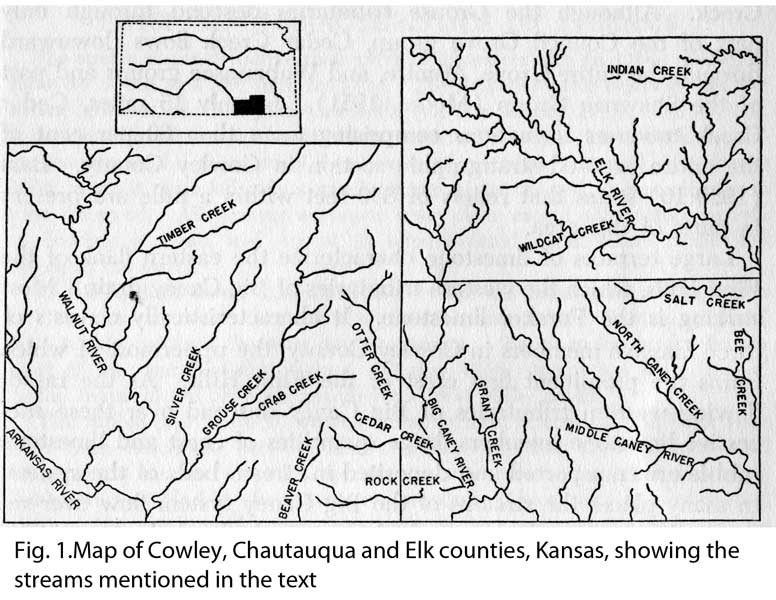 INDIAN CREEK
ELK RIVER
TIMBER CREEK
WILDCAT CREEK
WALNUT RIVER
SALT CREEK
SILVER CREEK
GROUSE CREEK
CRAB CREEK
OTTER CREEK
NORTH CANEY CREEK
BEE CREEK
GRANT CREEK
BIG CANEY RIVER
ARKANSAS RIVER
CEDAR CREEK
MIDDLE CANEY RIVER
BEAVER CREEK
ROCK CREEK
Fig. 1.Map of Cowley, Chautauqua and Elk counties, Kansas, showing the
streams mentioned in the text